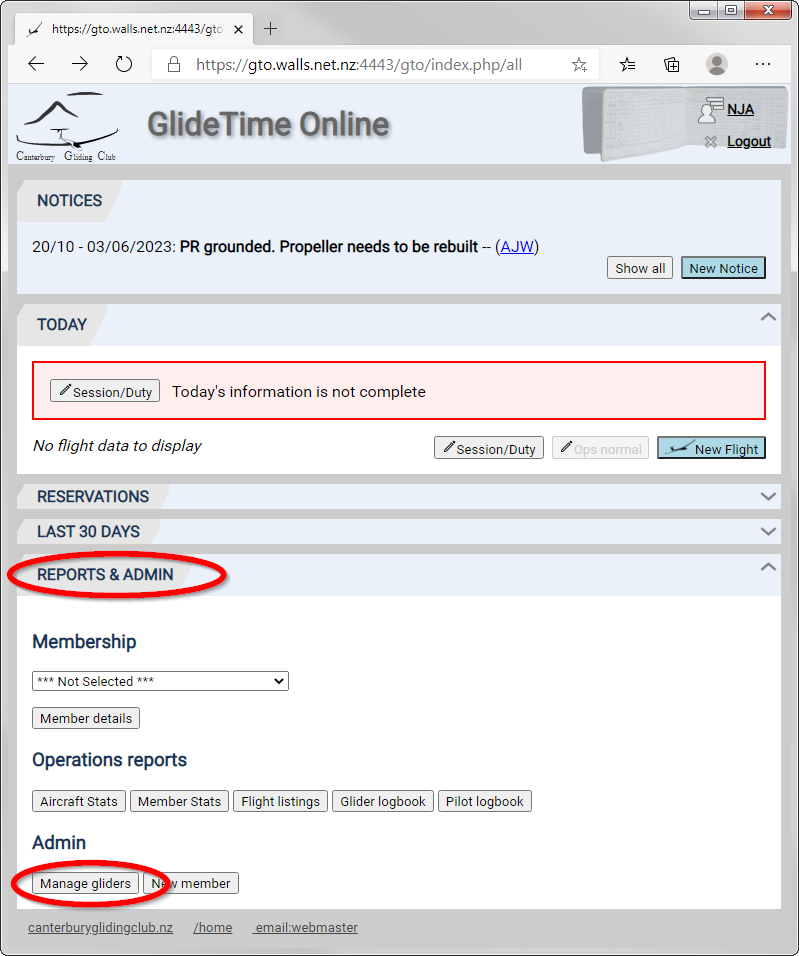 https://gto.walls.net.nz:4443/gto
https://gto.walls.net.nz:4443/gto/index.php/all
Canterbury Gliding Club
GlideTime Online
NJA
Logout
NOTICES
20/10 - 03/06/2023: PR grounded. Propeller needs to be rebuilt -- (AJW)
Show all New Notice
TODAY
Session/Duty Today's information is not complete
No flight data to display Session/Duty Ops normal New Flight
RESERVATIONS
LAST 30 DAYS
REPORTS & ADMIN
Membership
*** Not Selected ***
Member details
Operations reports
Aircraft Stats Member Stats Flight listings Glider logbook Pilot logbook
Admin
Manage gliders New member
canterburyglidingclub.nz /home email:webmaster